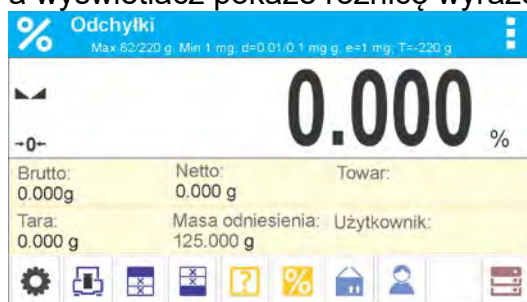 a wyświetlacz pokaże różnicę wyraż
% Odchyłki
Max 62/220 g, Min 1 mg; d=0.01/0.1 mg g, e=1 mg; T=-220 g
0.000 %
→0←
Brutto: Netto: Towar:
0.000g 0.000 g
Tara: Masa odniesienia: Użytkownik:
0.000 g 125.000 g
? %